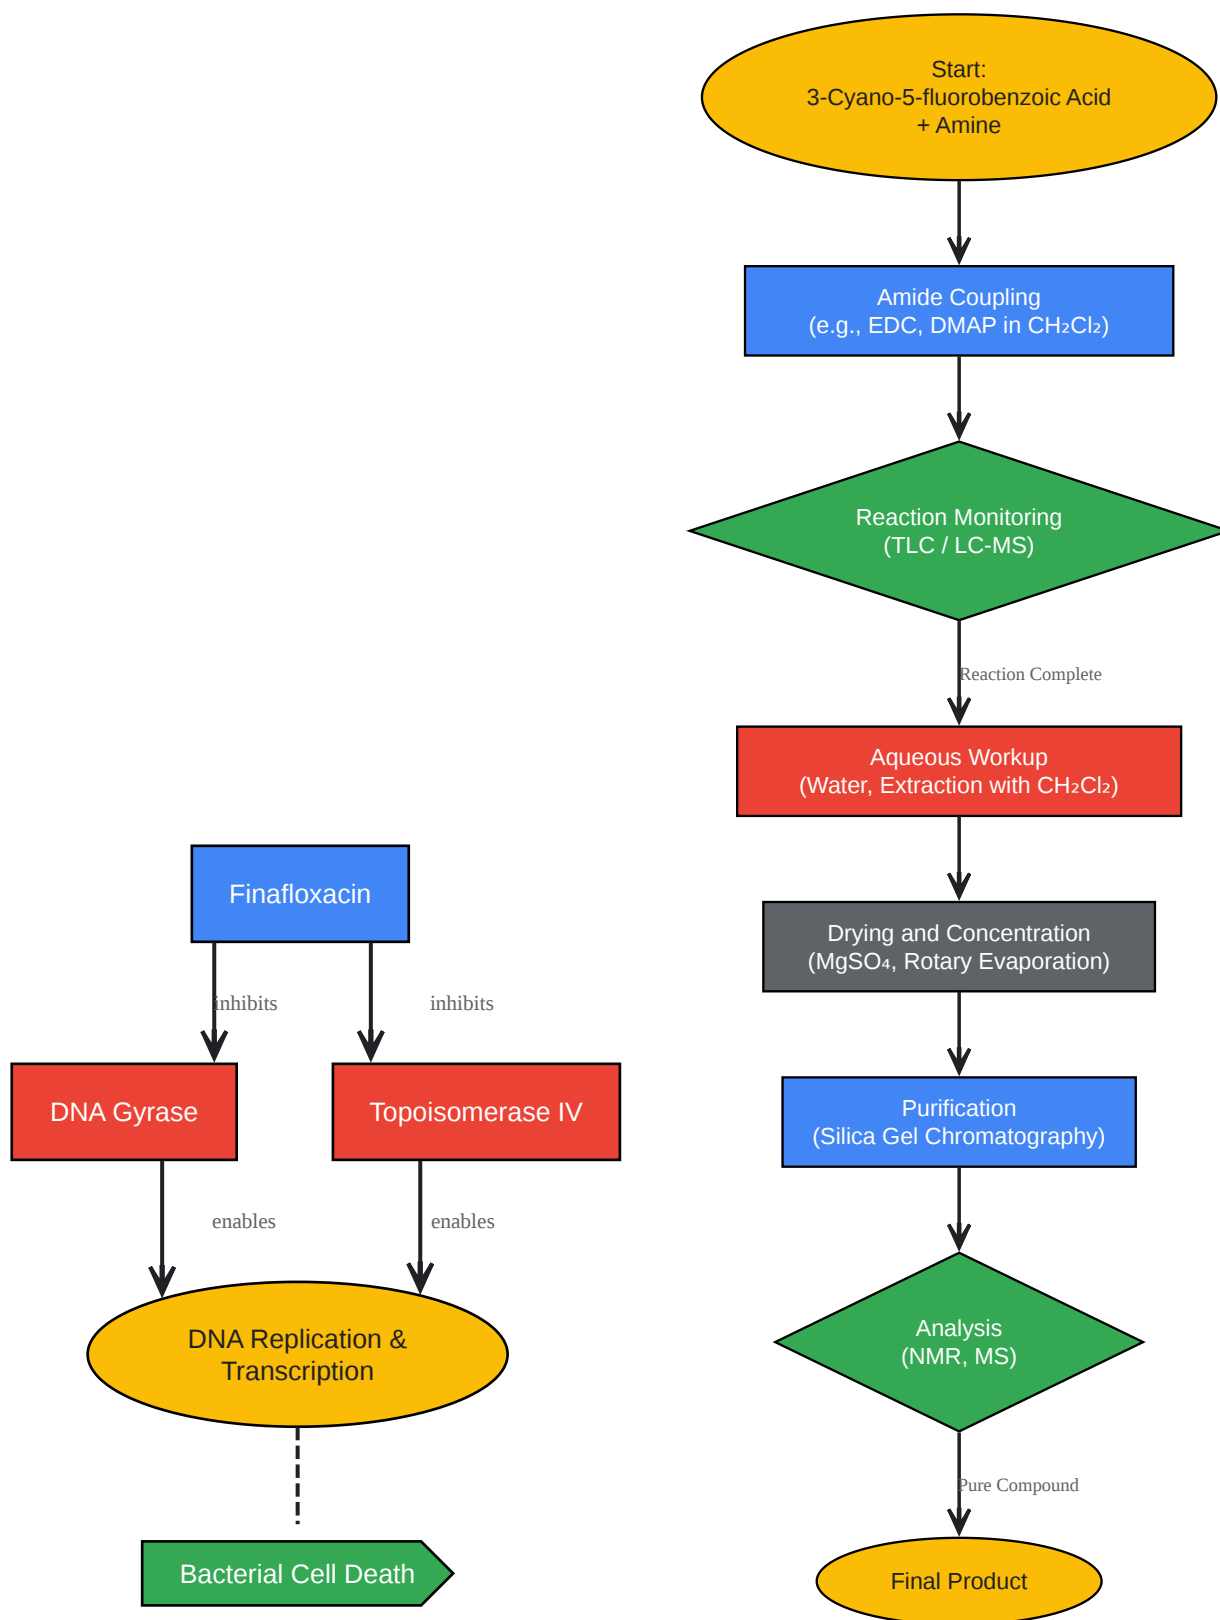 Start:
3-Cyano-5-fluorobenzoic Acid
+ Amine
Amide Coupling
(e.g., EDC, DMAP in CH₂Cl₂)
Reaction Monitoring
(TLC / LC-MS)
Reaction Complete
Aqueous Workup
(Water, Extraction with CH₂Cl₂)
Drying and Concentration
(MgSO₄, Rotary Evaporation)
Purification
(Silica Gel Chromatography)
Analysis
(NMR, MS)
Pure Compound
Final Product
Finafloxacin
inhibits
inhibits
DNA Gyrase
Topoisomerase IV
enables
enables
DNA Replication &
Transcription
Bacterial Cell Death